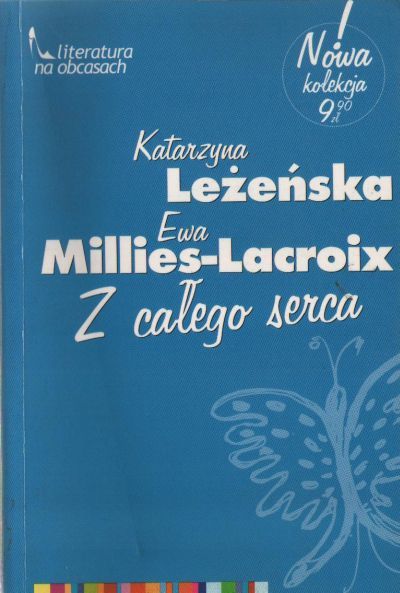 literatura
na obcasach
! Nowa
kolekcja
9 90 zł
Katarzyna
Leżeńska
Ewa
Millies-Lacroix
Z całego serca